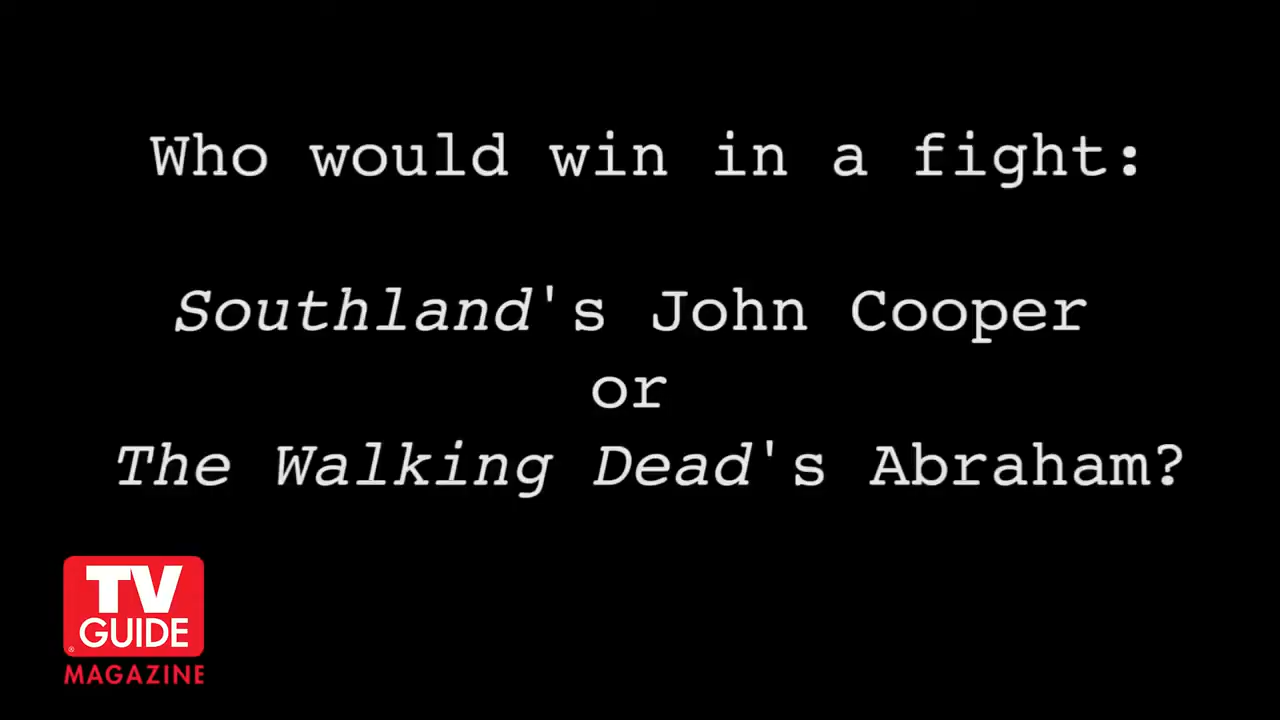 Who would win in a fight:
Southland's John Cooper
or
The Walking Dead's Abraham?
TV
GUIDE
®
MAGAZINE